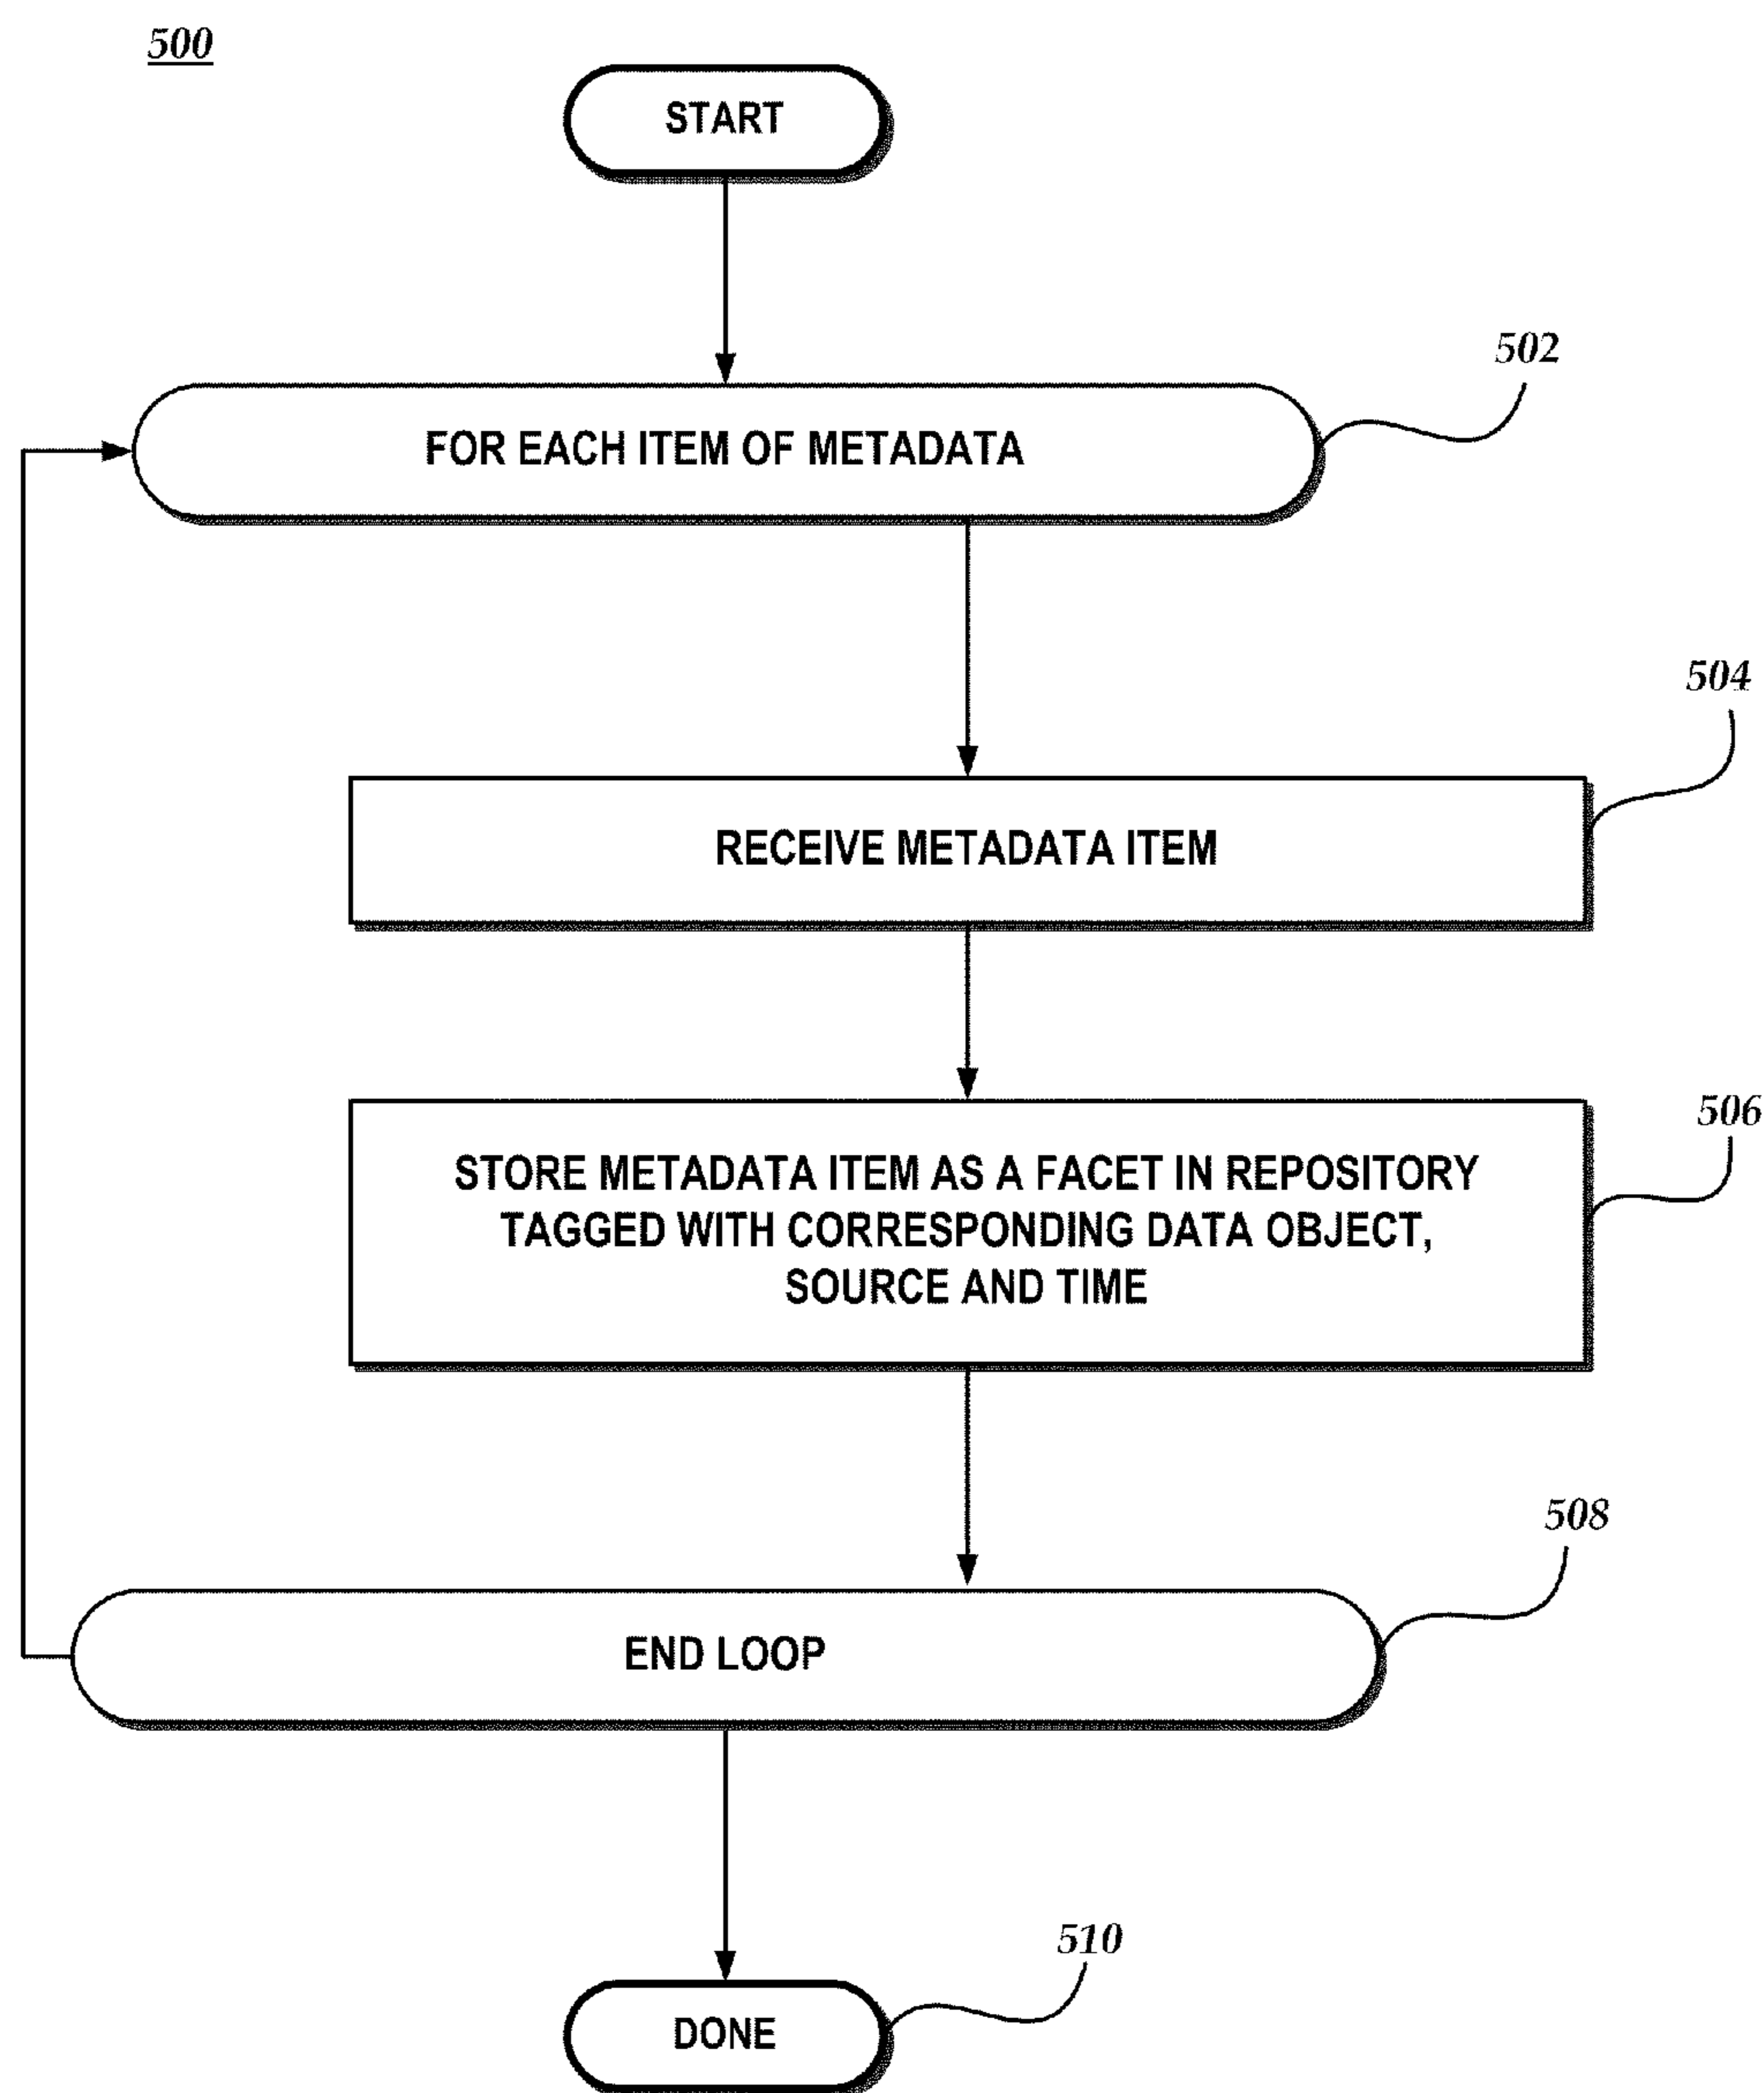 500
START
502
FOR EACH ITEM OF METADATA
504
RECEIVE METADATA ITEM
506
STORE METADATA ITEM AS A FACET IN REPOSITORY
TAGGED WITH CORRESPONDING DATA OBJECT,
SOURCE AND TIME
508
END LOOP
510
DONE